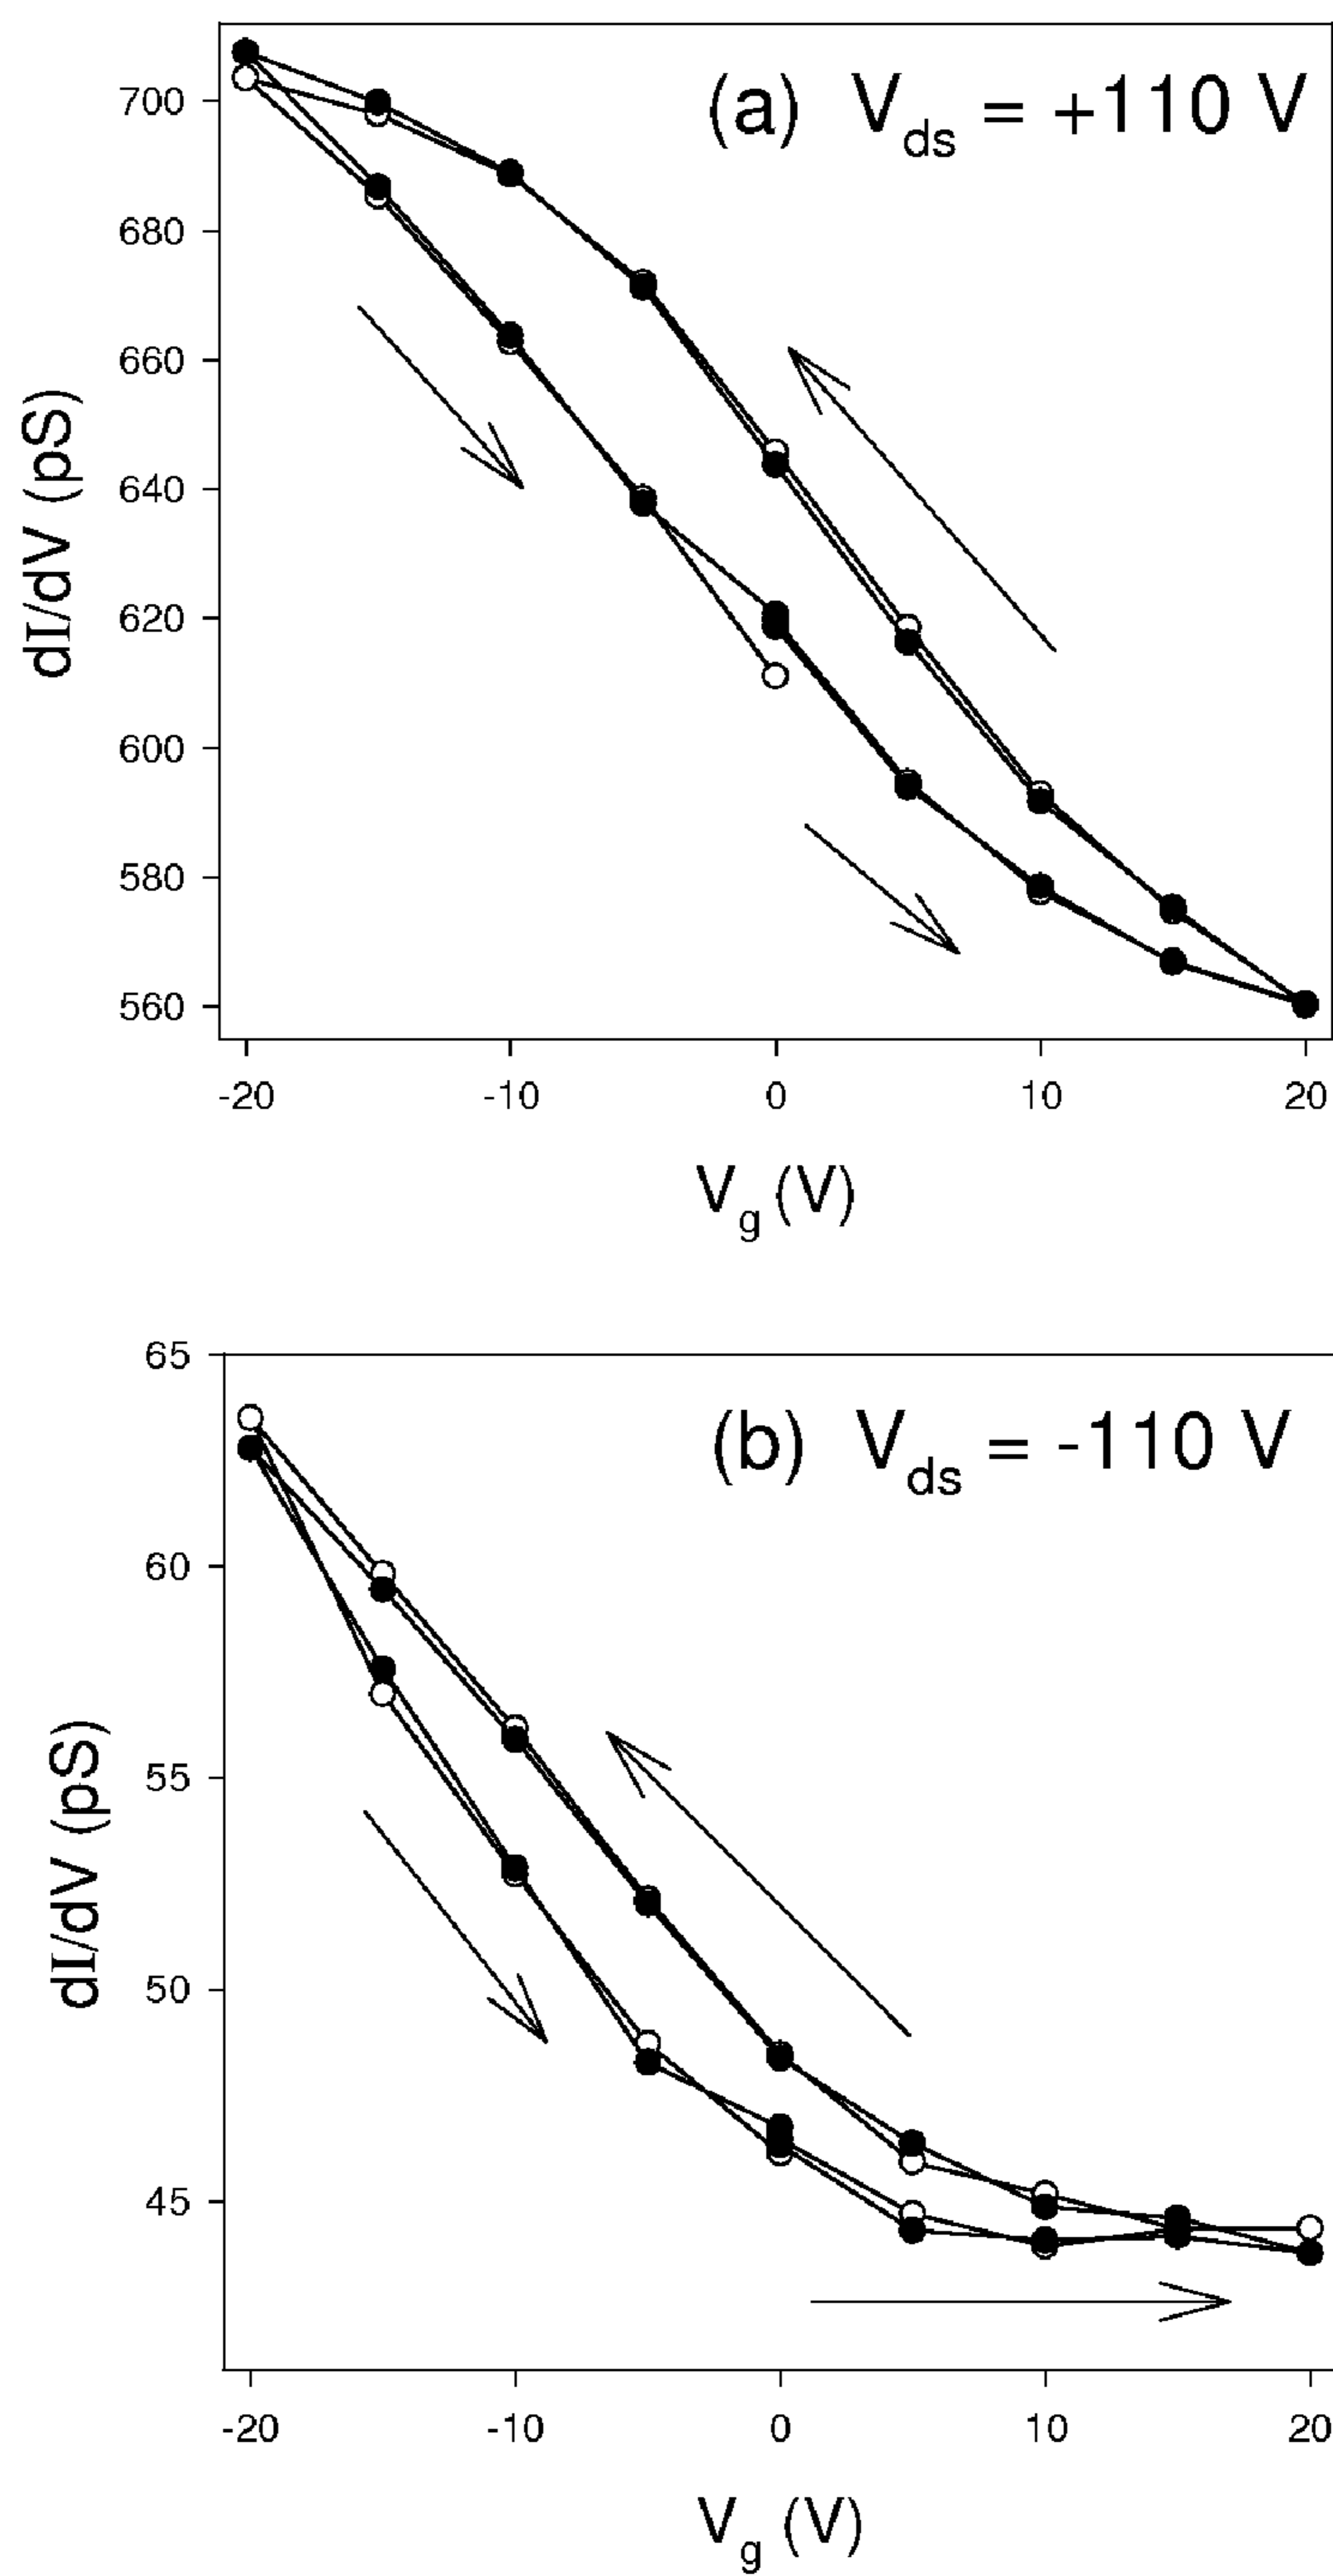 (a) V_ds = +110 V
700
680
660
640
620
600
580
560
dI/dV (pS)
-20 -10 0 10 20
V_g (V)
(b) V_ds = -110 V
65
60
55
50
45
dI/dV (pS)
-20 -10 0 10 20
V_g (V)